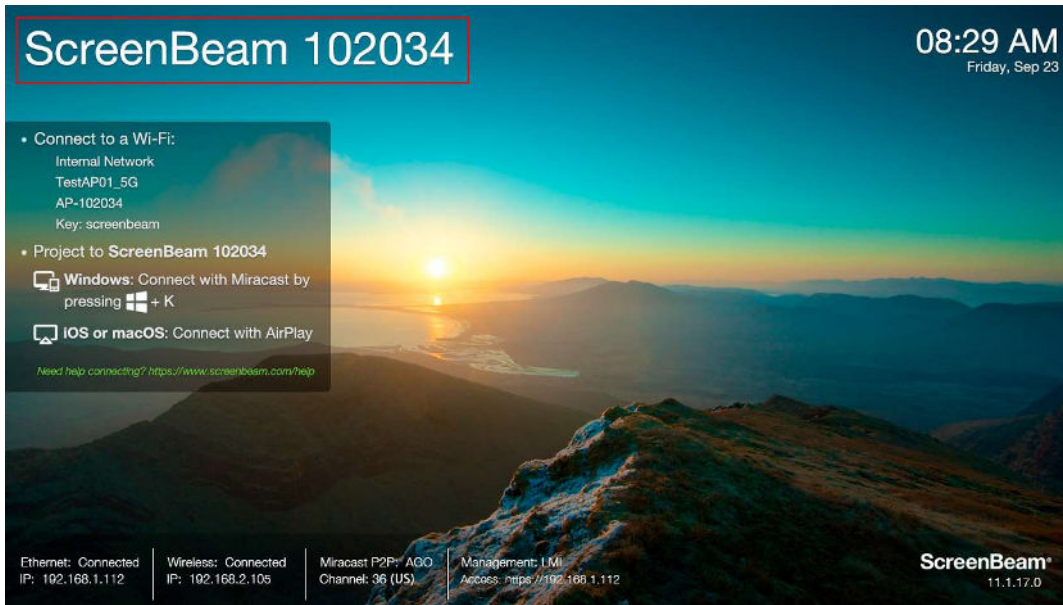 ScreenBeam 102034
08:29 AM
Friday, Sep 23
• Connect to a Wi-Fi:
Internal Network
TestAP01_5G
AP-102034
Key: screenbeam
• Project to ScreenBeam 102034
Windows: Connect with Miracast by
pressing + K
iOS or macOS: Connect with AirPlay
Need help connecting? https://www.screenbeam.com/help
Ethernet: Connected
IP: 192.168.1.112
Wireless: Connected
IP: 192.168.2.105
Miracast P2P: AGO
Channel: 36 (US)
Management: LMI
Access: https://192.168.1.112
ScreenBeam®
11.1.17.0